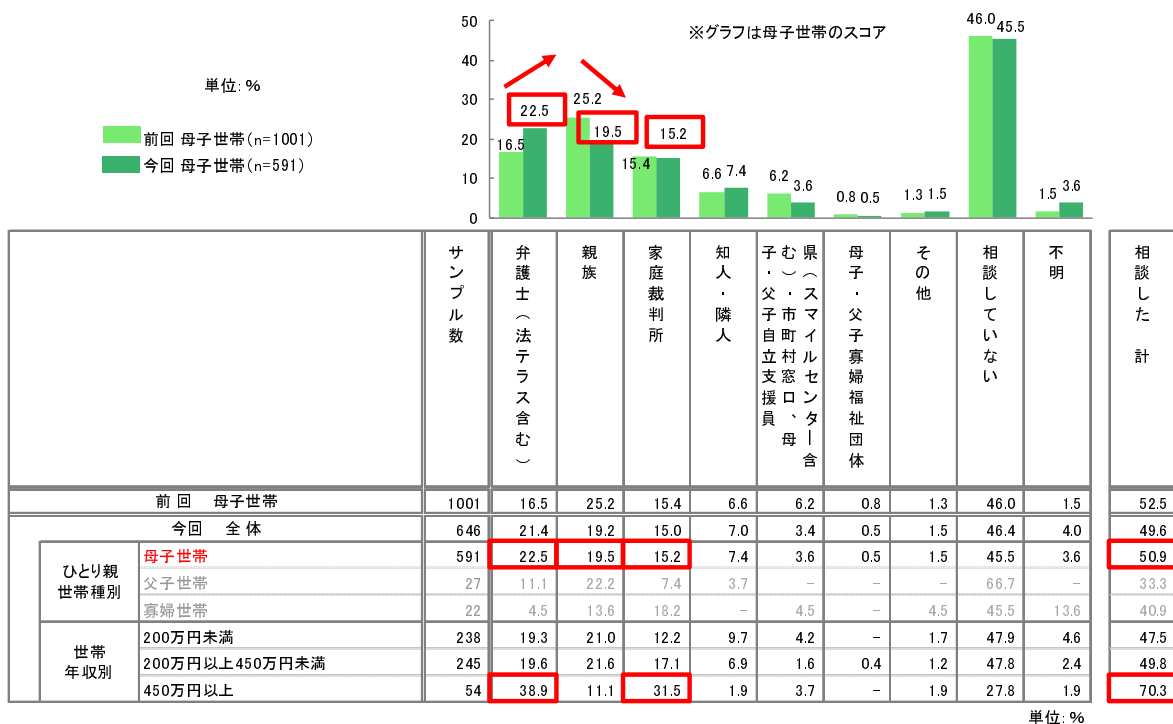 ※グラフは母子世帯のスコア
単位: %
前回 母子世帯(n=1001)
今回 母子世帯(n=591)
50
40
30
20
10
0
16.5 22.5
25.2 19.5
15.4 15.2
6.6 7.4
6.2 3.6
0.8 0.5
1.3 1.5
46.0 45.5
1.5 3.6
サンプル数
弁護士(法テラス含む)
親族
家庭裁判所
知人・隣人
県(スマイルセンター含
む)・市町村窓口、母
子・父子自立支援員
母子・父子寡婦福祉団体
その他
相談していない
不明
相談した 計
前回 母子世帯 1001 16.5 25.2 15.4 6.6 6.2 0.8 1.3 46.0 1.5 52.5
今回 全体 646 21.4 19.2 15.0 7.0 3.4 0.5 1.5 46.4 4.0 49.6
ひとり親
世帯種別
母子世帯 591 22.5 19.5 15.2 7.4 3.6 0.5 1.5 45.5 3.6 50.9
父子世帯 27 11.1 22.2 7.4 3.7 - - - 66.7 - 33.3
寡婦世帯 22 4.5 13.6 18.2 - 4.5 - 4.5 45.5 13.6 40.9
世帯
年収別
200万円未満 238 19.3 21.0 12.2 9.7 4.2 - 1.7 47.9 4.6 47.5
200万円以上450万円未満 245 19.6 21.6 17.1 6.9 1.6 0.4 1.2 47.8 2.4 49.8
450万円以上 54 38.9 11.1 31.5 1.9 3.7 - 1.9 27.8 1.9 70.3
単位: %